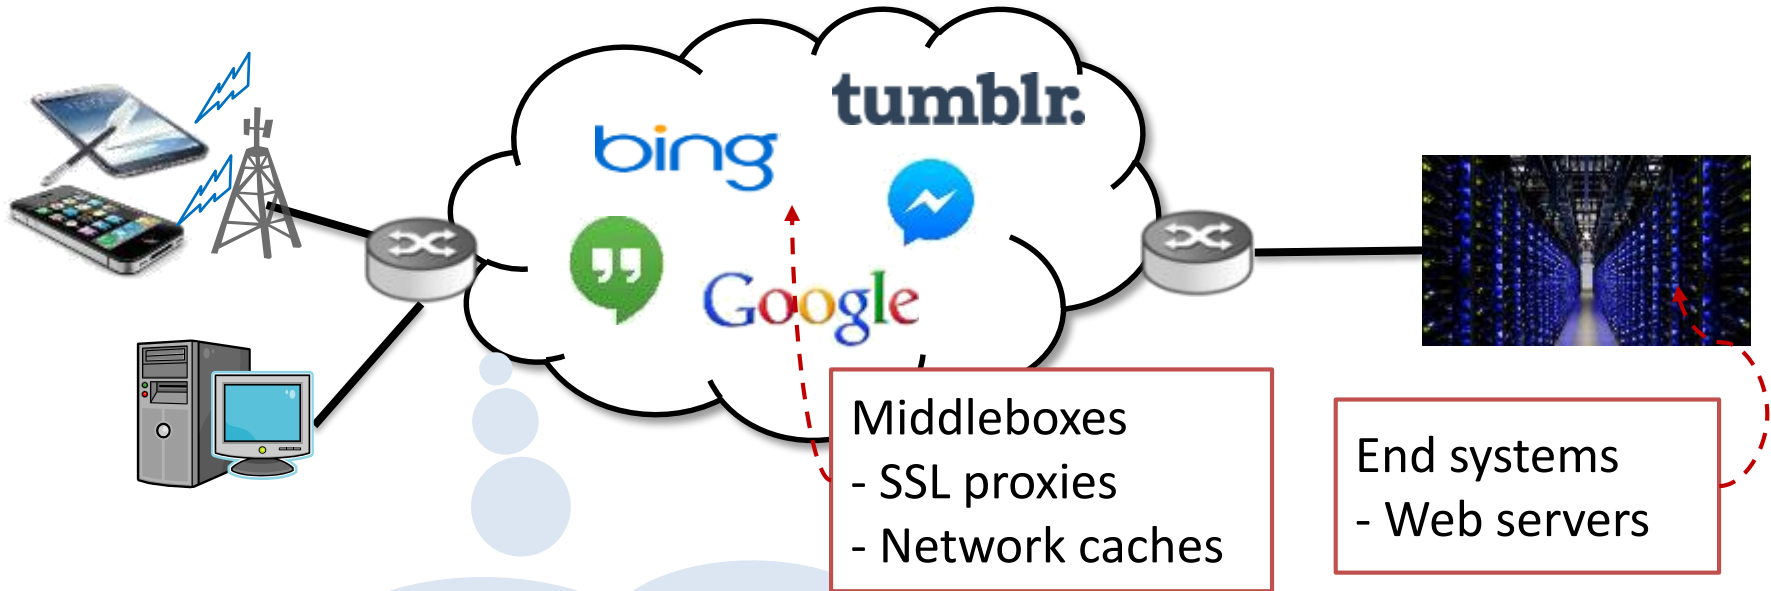 tumblr.
bing
Google
Middleboxes
- SSL proxies
- Network caches
End systems
- Web servers